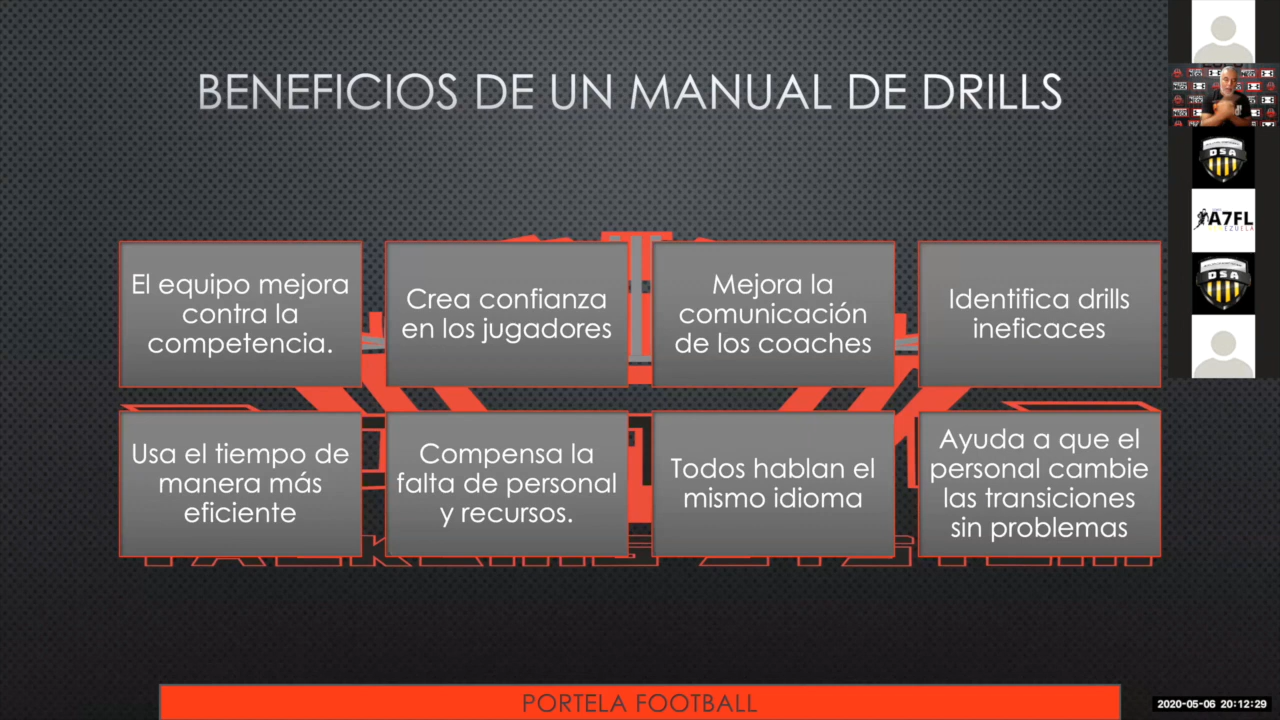 BENEFICIOS DE UN MANUAL DE DRILLS
El equipo mejora
contra la
competencia.
Crea confianza
en los jugadores
Mejora la
comunicación
de los coaches
Identifica drills
ineficaces
Usa el tiempo de
manera más
eficiente
Compensa la
falta de personal
y recursos.
Todos hablan el
mismo idioma
Ayuda a que el
personal cambie
las transiciones
sin problemas
PORTELA FOOTBALL
DSA
A7FL
DSA
2020-05-06 20:12:29